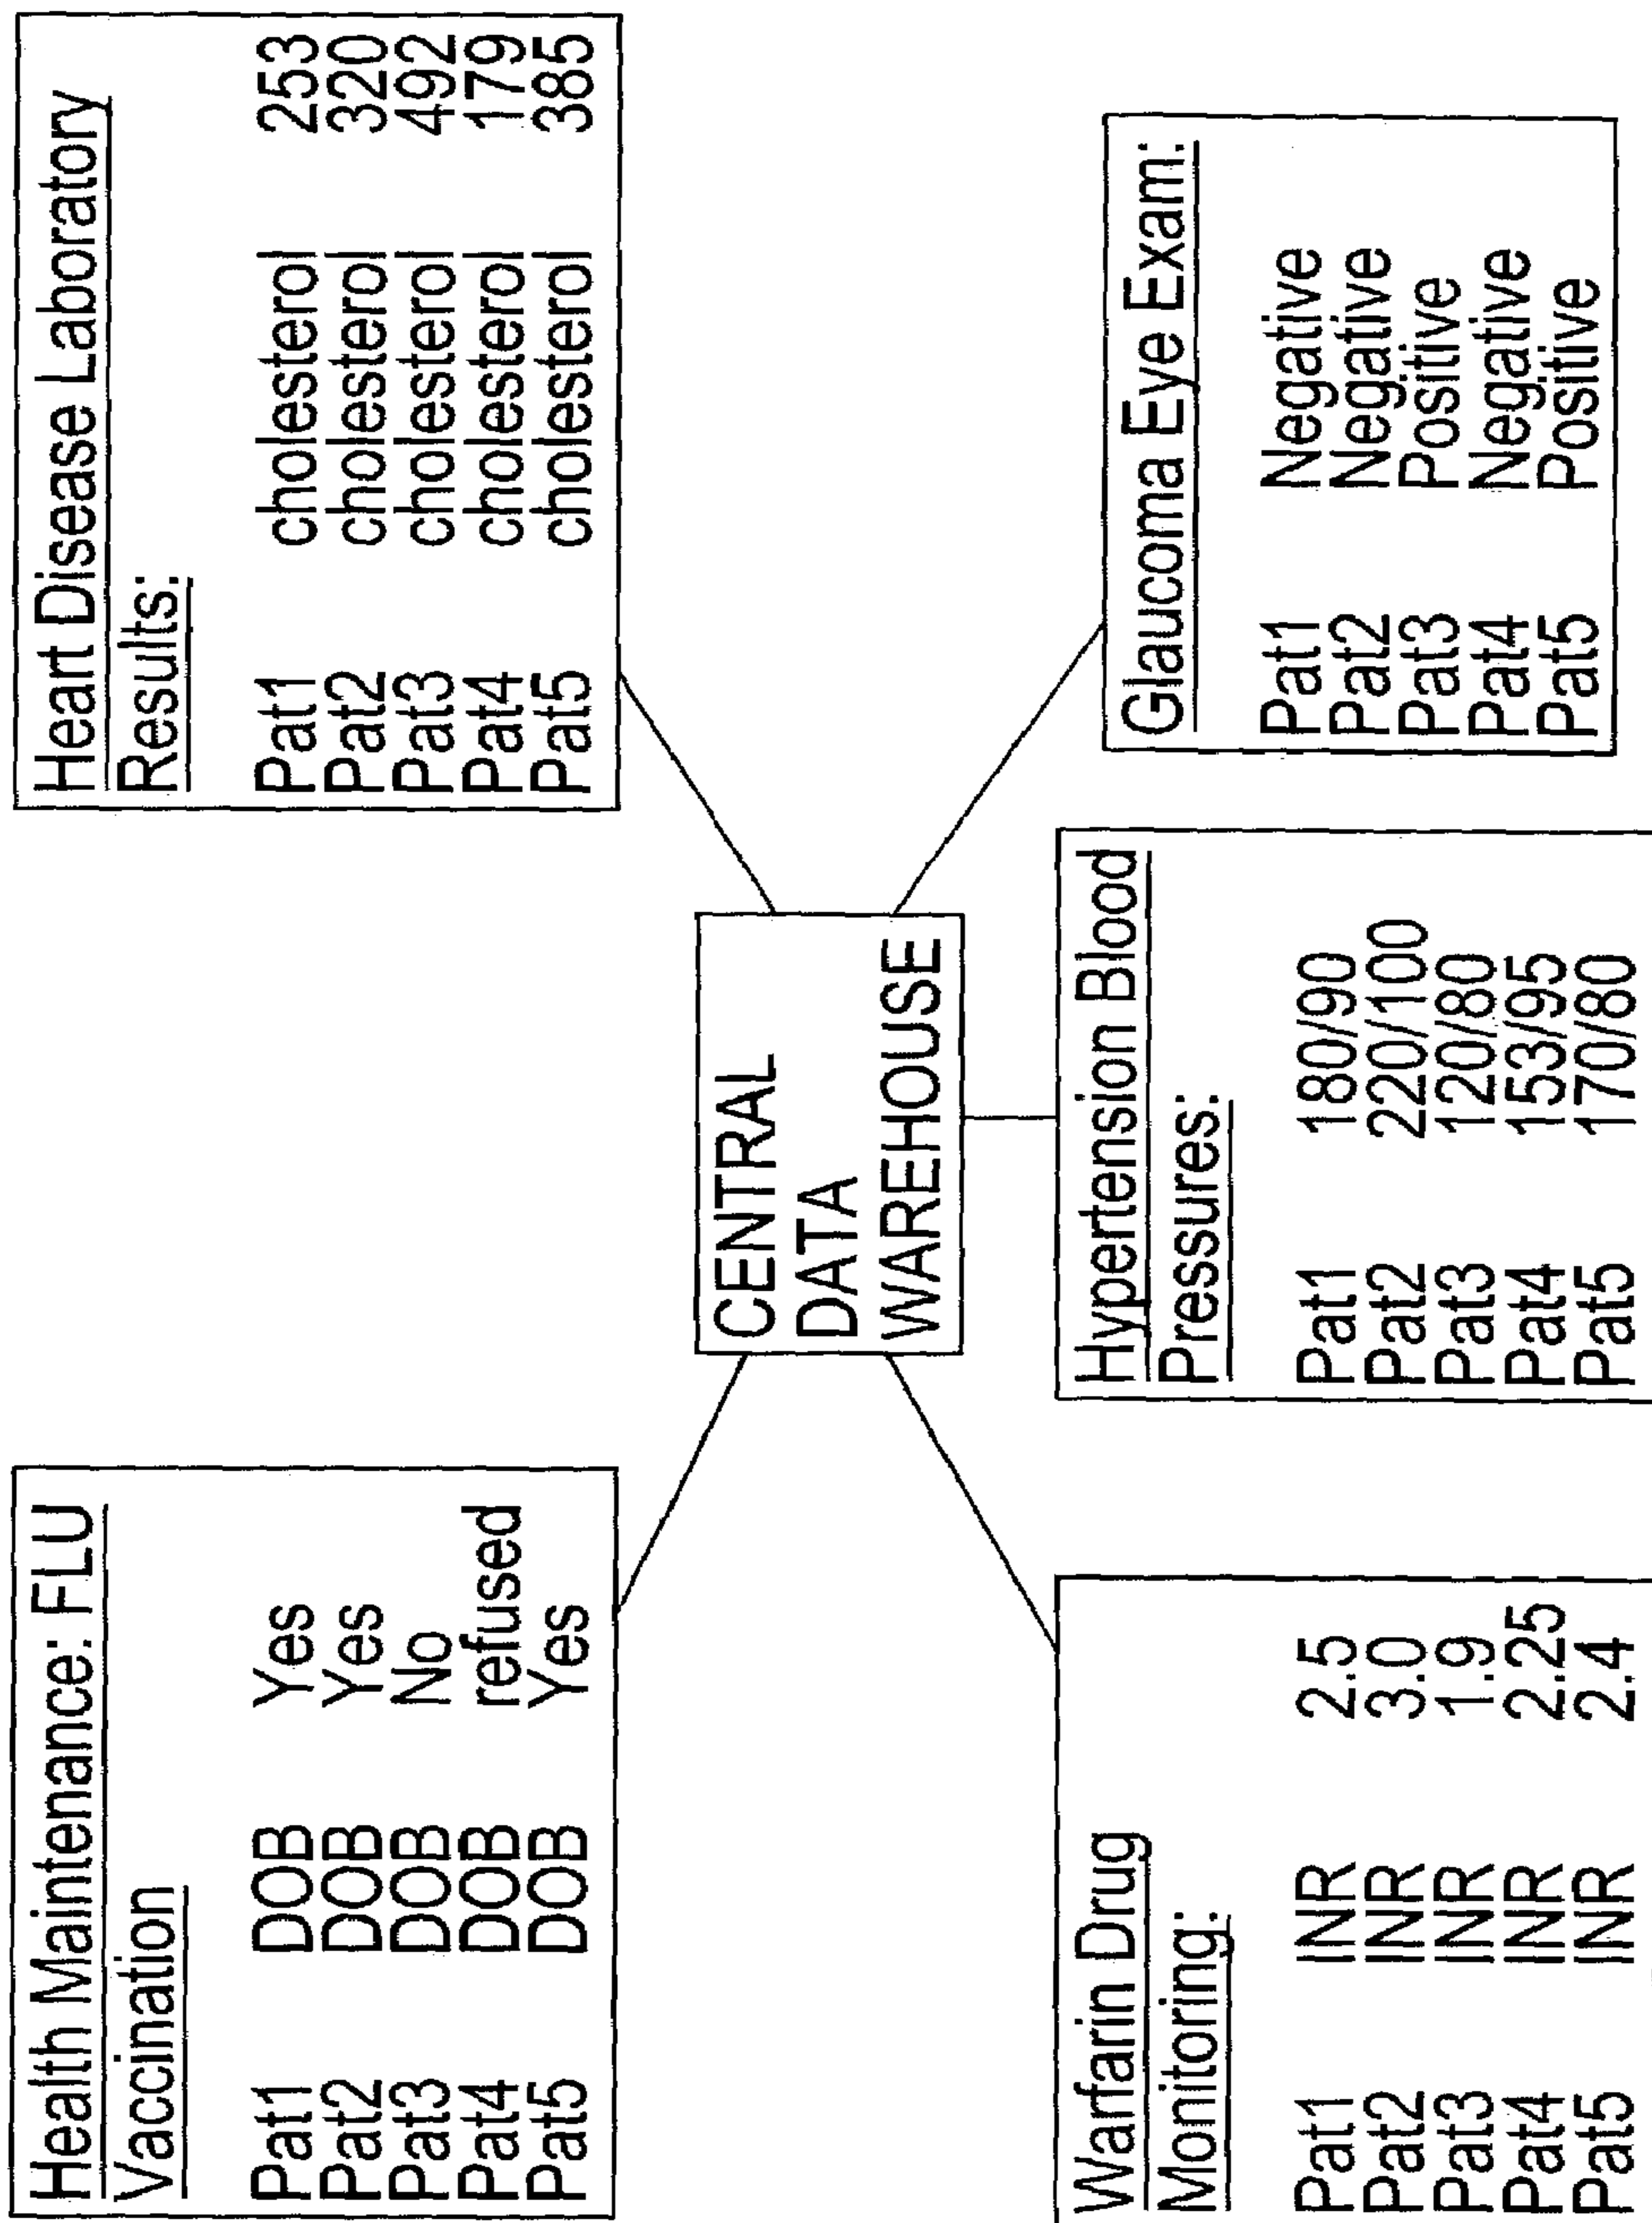 Health Maintenance: FLU
Vaccination
Pat1 DOB Yes
Pat2 DOB Yes
Pat3 DOB No
Pat4 DOB refused
Pat5 DOB Yes
Heart Disease Laboratory
Results:
Pat1 cholesterol 253
Pat2 cholesterol 320
Pat3 cholesterol 492
Pat4 cholesterol 179
Pat5 cholesterol 385
CENTRAL
DATA
WAREHOUSE
Warfarin Drug
Monitoring:
Pat1 INR 2.5
Pat2 INR 3.0
Pat3 INR 1.9
Pat4 INR 2.25
Pat5 INR 2.4
Hypertension Blood
Pressures:
Pat1 180/90
Pat2 220/100
Pat3 120/80
Pat4 153/95
Pat5 170/80
Glaucoma Eye Exam:
Pat1 Negative
Pat2 Negative
Pat3 Positive
Pat4 Negative
Pat5 Positive